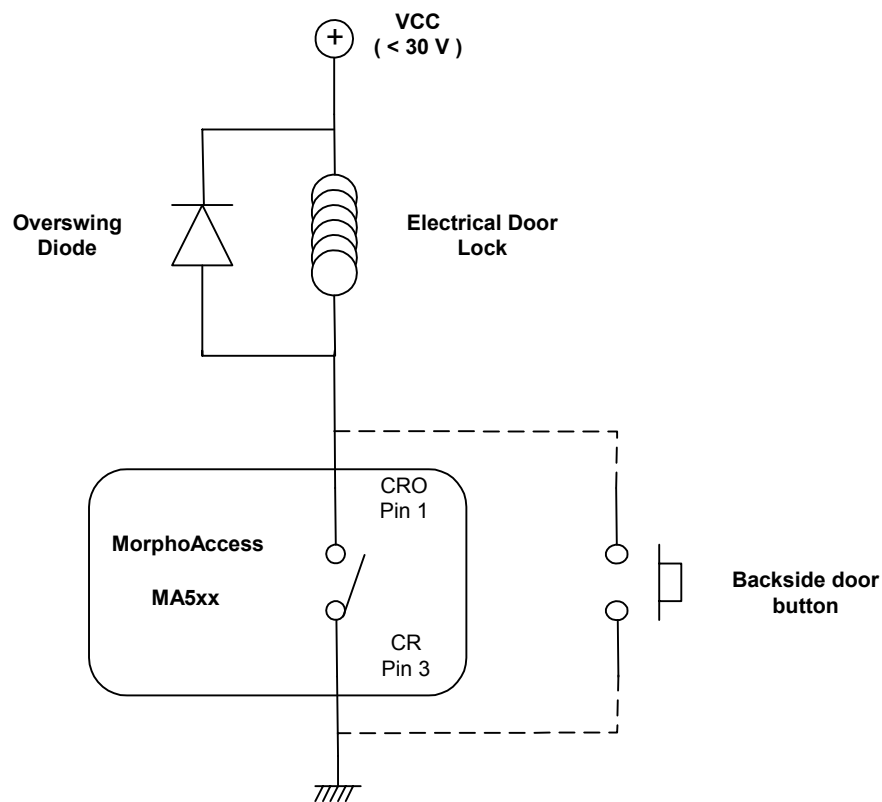 VCC
( < 30 V )
+
Overswing
Diode
Electrical Door
Lock
CRO
Pin 1
MorphoAccess
MA5xx
CR
Pin 3
Backside door
button